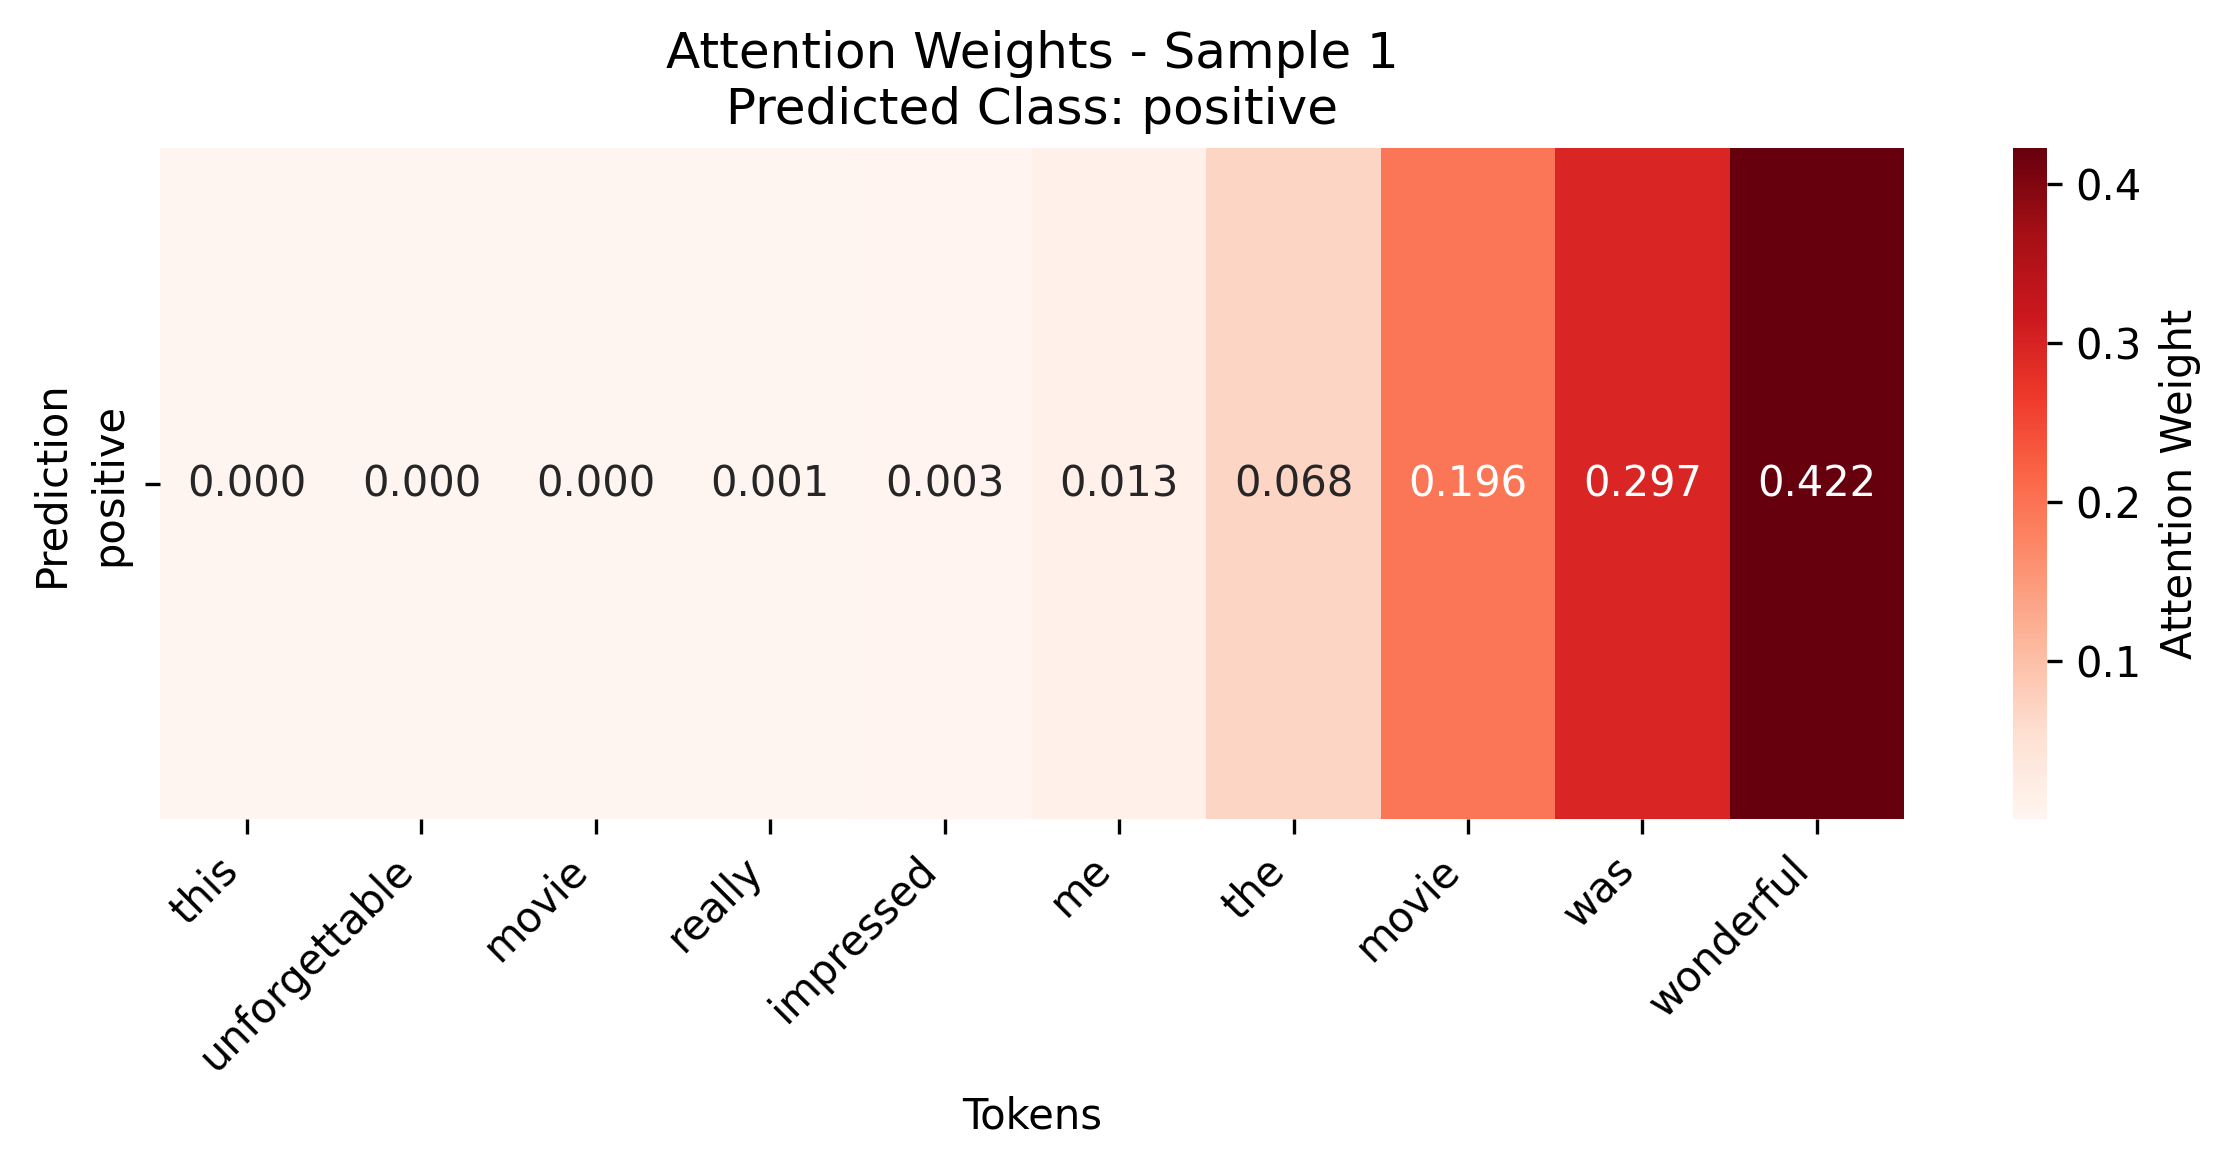 Attention Weights - Sample 1
Predicted Class: positive
Prediction
positive
0.000 0.000 0.000 0.001 0.003 0.013 0.068 0.196 0.297 0.422
this unforgettable movie really impressed me the movie was wonderful
Tokens
0.4
0.3
0.2
0.1
Attention Weight